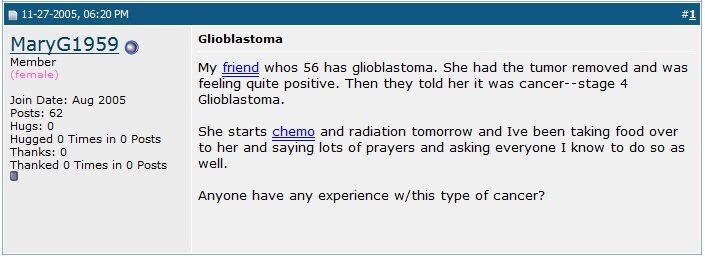 11-27-2005, 06:20 PM #1
MaryG1959
Member
(female)
Join Date: Aug 2005
Posts: 62
Hugs: 0
Hugged 0 Times in 0 Posts
Thanks: 0
Thanked 0 Times in 0 Posts
Glioblastoma
My friend whos 56 has glioblastoma. She had the tumor removed and was
feeling quite positive. Then they told her it was cancer--stage 4
Glioblastoma.
She starts chemo and radiation tomorrow and Ive been taking food over
to her and saying lots of prayers and asking everyone I know to do so as
well.
Anyone have any experience w/this type of cancer?